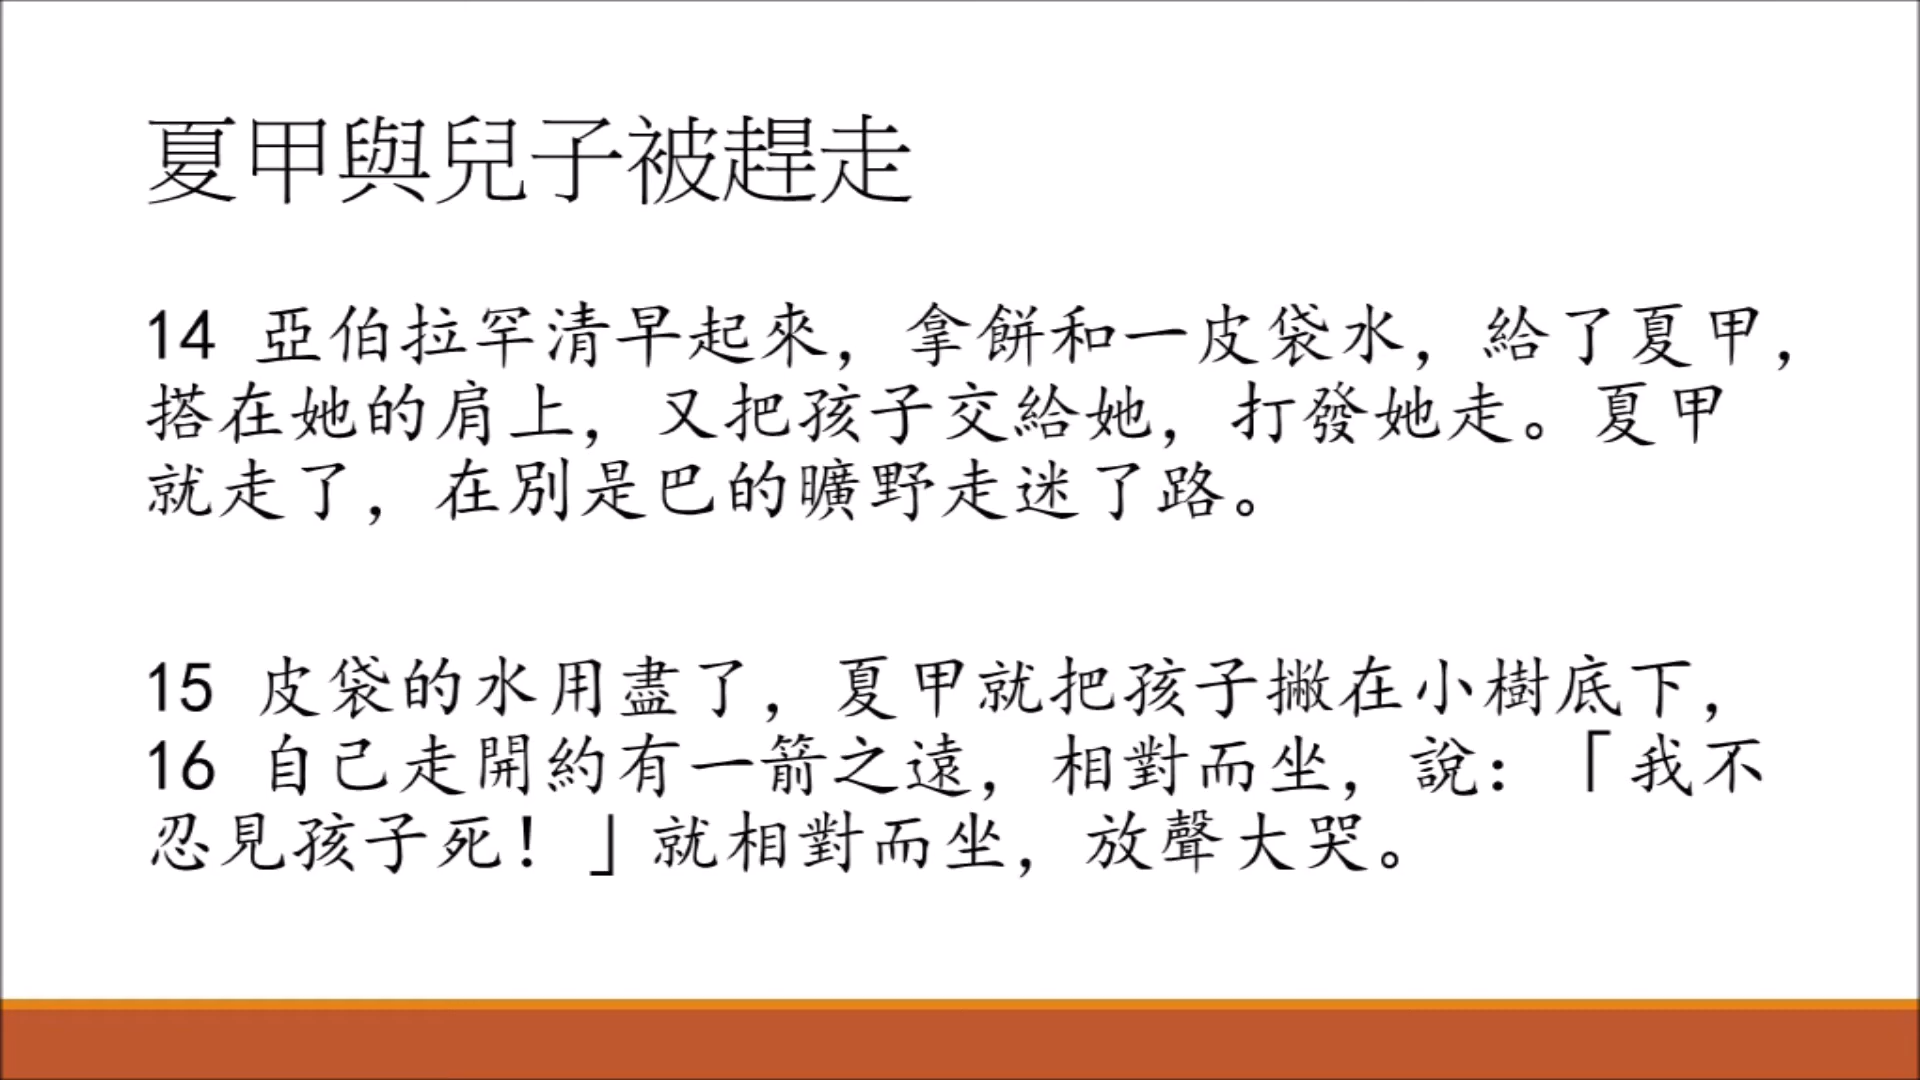 夏甲與兒子被趕走
14 亞伯拉罕清早起來，拿餅和一皮袋水，給了夏甲，
搭在她的肩上，又把孩子交給她，打發她走。夏甲
就走了，在別是巴的曠野走迷了路。
15 皮袋的水用盡了，夏甲就把孩子撇在小樹底下，
16 自己走開約有一箭之遠，相對而坐，說：「我不
忍見孩子死！」就相對而坐，放聲大哭。